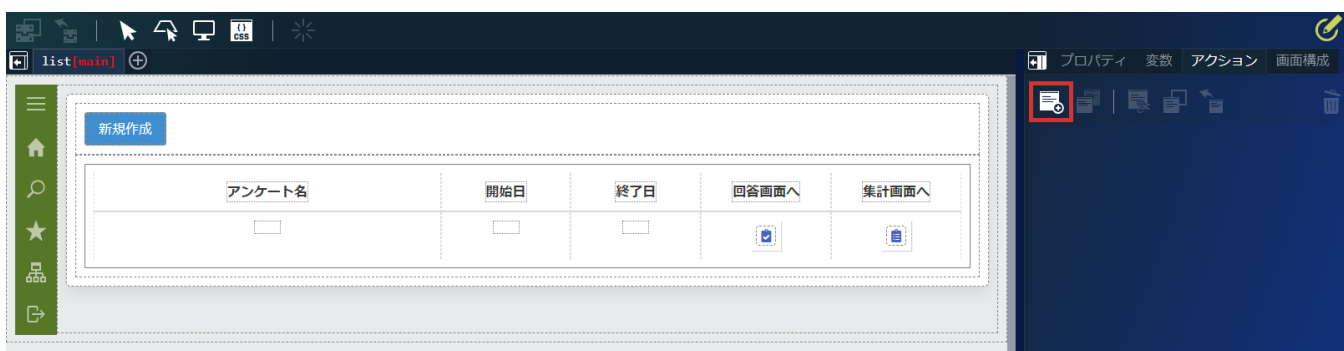 {} CSS
list[main]
プロパティ 変数 アクション 画面構成
新規作成
アンケート名 開始日 終了日 回答画面へ 集計画面へ